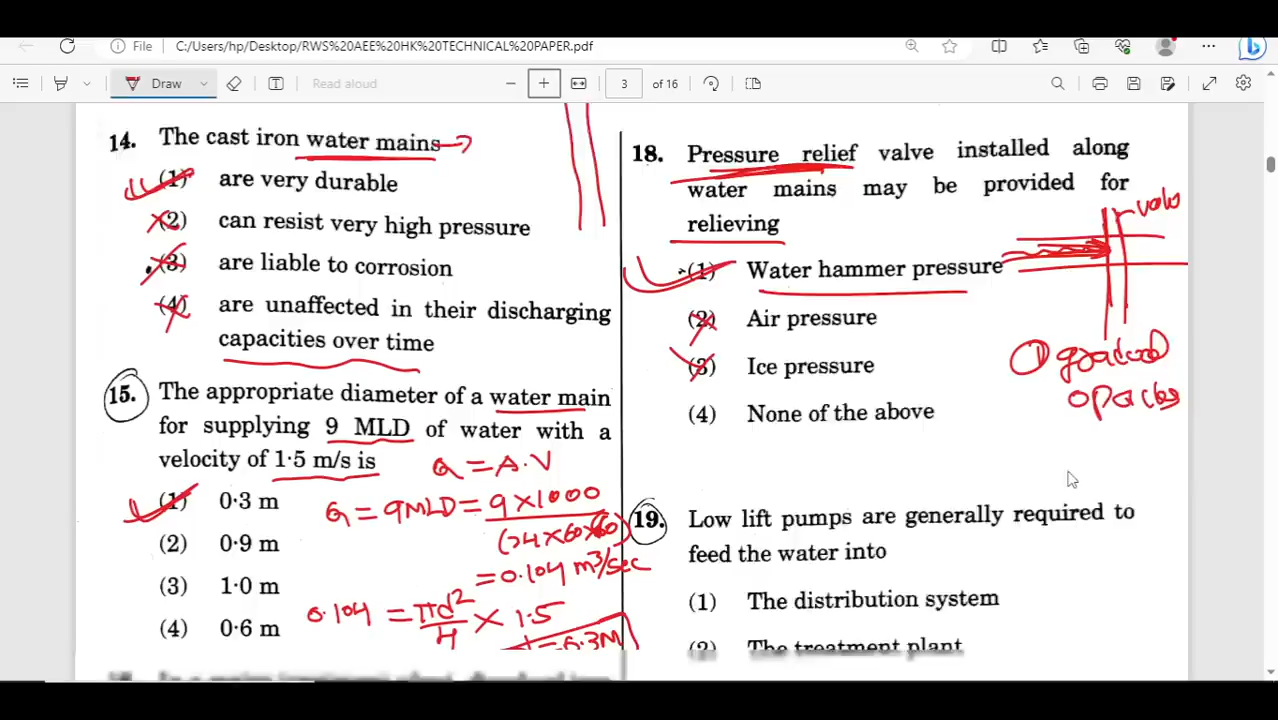 File C:/Users/hp/Desktop/RWS%20AEE%20HK%20TECHNICAL%20PAPER.pdf
Draw Read aloud 3 of 16
14. The cast iron water mains
(1) are very durable
(2) can resist very high pressure
(3) are liable to corrosion
(4) are unaffected in their discharging
capacities over time
15. The appropriate diameter of a water main
for supplying 9 MLD of water with a
velocity of 1·5 m/s is
Q = A.V
(1) 0·3 m
Q = 9MLD = 9 X 1000
(24 X 60 X 60)
(2) 0·9 m
= 0.104 m³/sec
(3) 1·0 m
0.104 = πd² X 1.5
4
(4) 0·6 m
= 0.3M
18. Pressure relief valve installed along
water mains may be provided for
relieving
(1) Water hammer pressure
(2) Air pressure
(3) Ice pressure
(4) None of the above
19. Low lift pumps are generally required to
feed the water into
(1) The distribution system
(2) The treatment plant